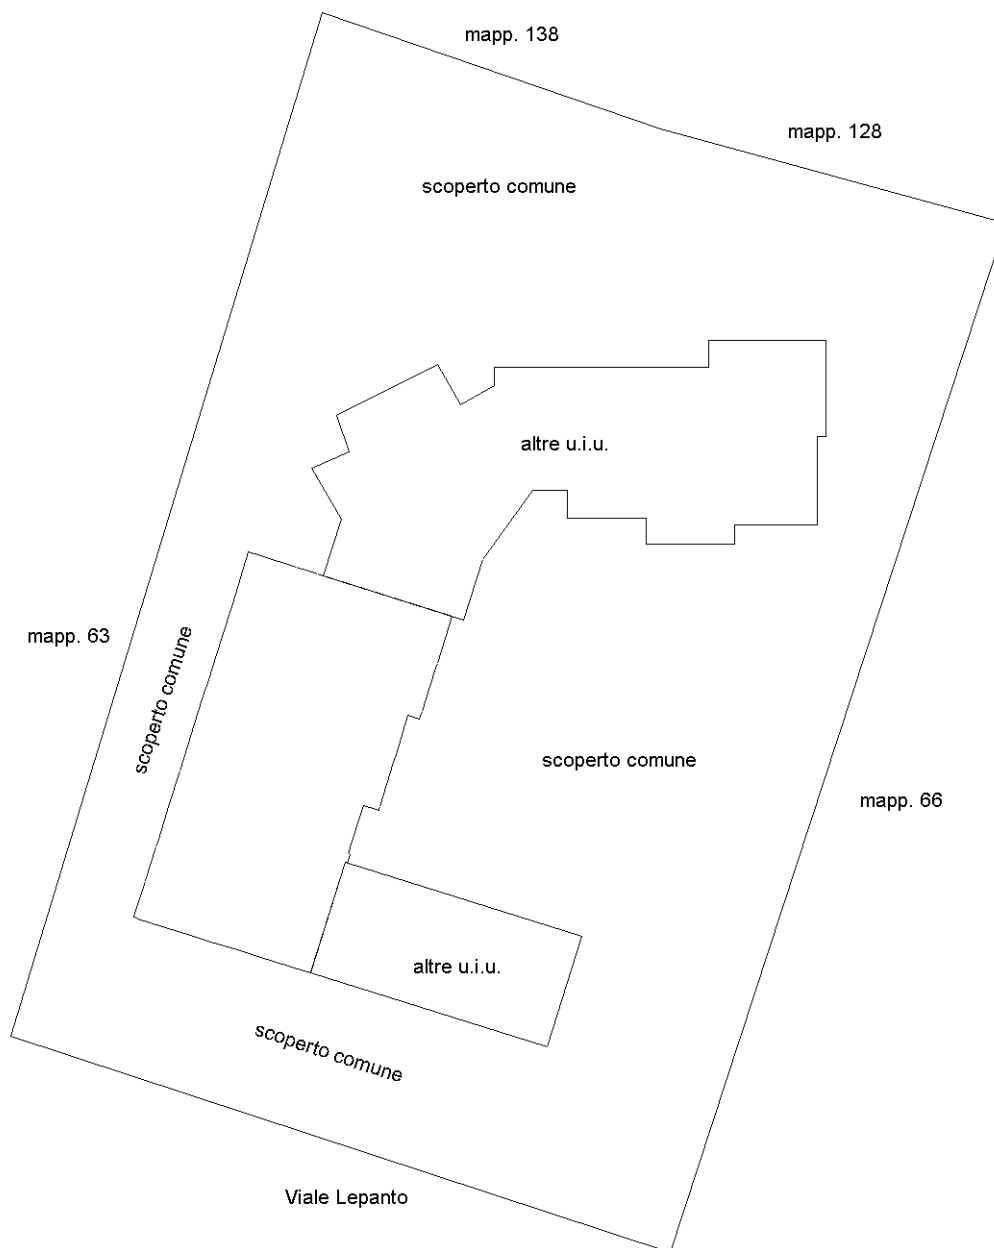 mapp. 138
mapp. 128
scoperto comune
altre u.i.u.
mapp. 63
scoperto comune
scoperto comune
mapp. 66
altre u.i.u.
scoperto comune
Viale Lepanto